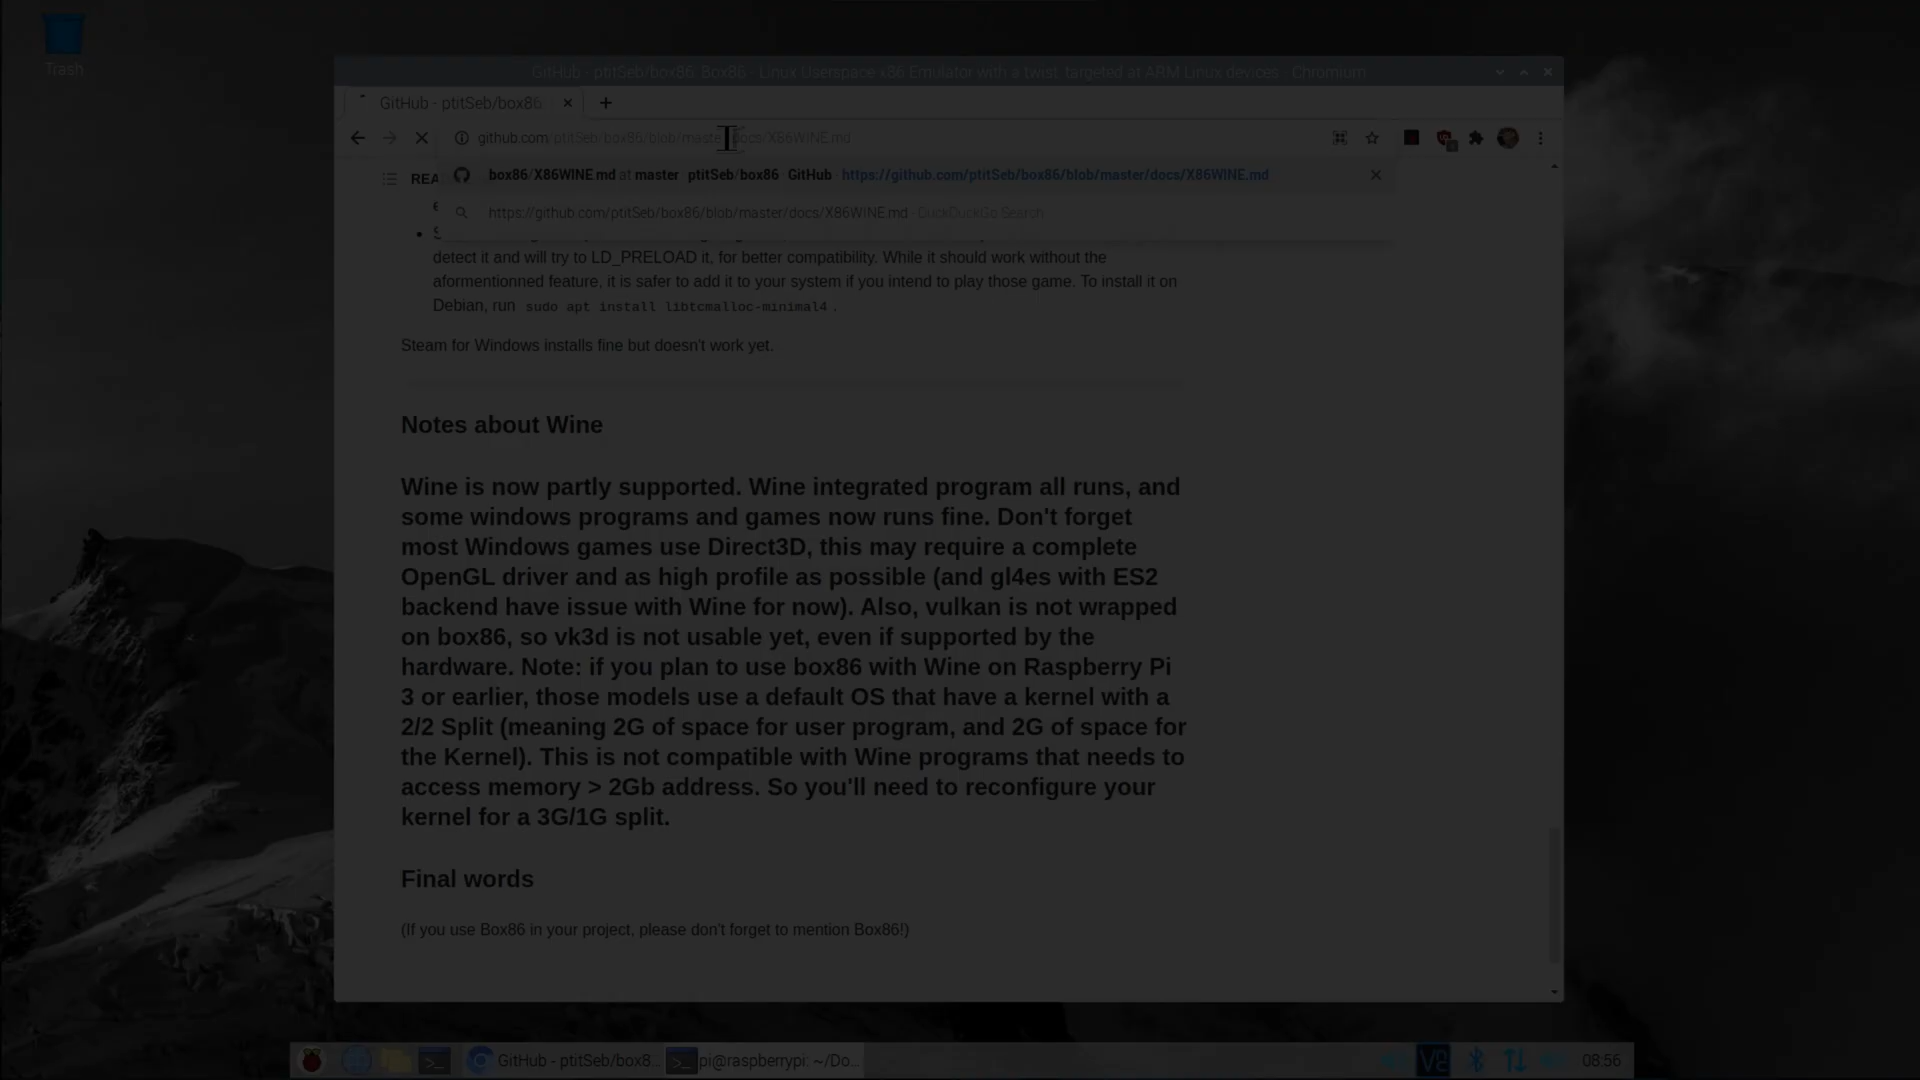 Trash
GitHub - ptitSeb/box86: Box86 - Linux Userspace x86 Emulator with a twist, targeted at ARM Linux devices - Chromium
GitHub - ptitSeb/box86:
github.com/ptitSeb/box86/blob/maste docs/X86WINE.md
box86/X86WINE.md at master · ptitSeb/box86 · GitHub - https://github.com/ptitSeb/box86/blob/master/docs/X86WINE.md
REA
https://github.com/ptitSeb/box86/blob/master/docs/X86WINE.md - DuckDuckGo Search
detect it and will try to LD_PRELOAD it, for better compatibility. While it should work without the
aformentionned feature, it is safer to add it to your system if you intend to play those game. To install it on
Debian, run sudo apt install libtcmalloc-minimal4 .
Steam for Windows installs fine but doesn't work yet.
Notes about Wine
Wine is now partly supported. Wine integrated program all runs, and
some windows programs and games now runs fine. Don't forget
most Windows games use Direct3D, this may require a complete
OpenGL driver and as high profile as possible (and gl4es with ES2
backend have issue with Wine for now). Also, vulkan is not wrapped
on box86, so vk3d is not usable yet, even if supported by the
hardware. Note: if you plan to use box86 with Wine on Raspberry Pi
3 or earlier, those models use a default OS that have a kernel with a
2/2 Split (meaning 2G of space for user program, and 2G of space for
the Kernel). This is not compatible with Wine programs that needs to
access memory > 2Gb address. So you'll need to reconfigure your
kernel for a 3G/1G split.
Final words
(If you use Box86 in your project, please don't forget to mention Box86!)
GitHub - ptitSeb/box8...
pi@raspberrypi: ~/Do...
08:56